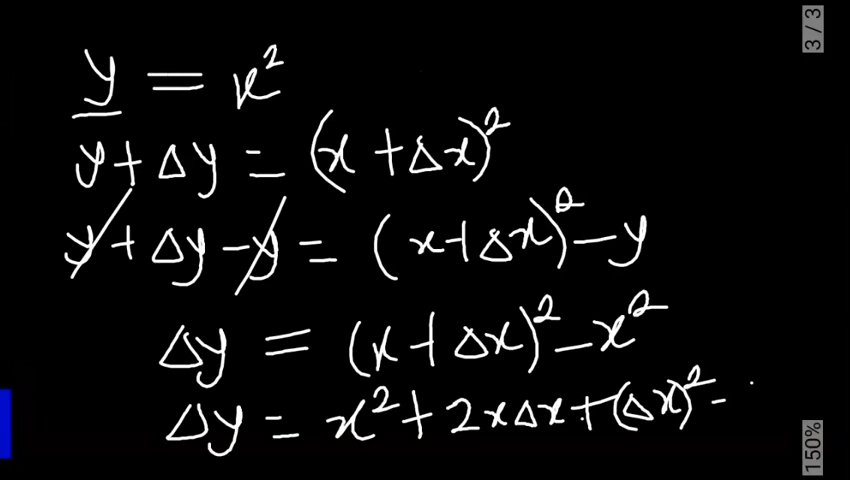 y = x²
y + Δy = (x + Δx)²
y + Δy - y = (x + Δx)² - y
Δy = (x + Δx)² - x²
Δy = x² + 2xΔx + (Δx)² -
3 / 3
150%